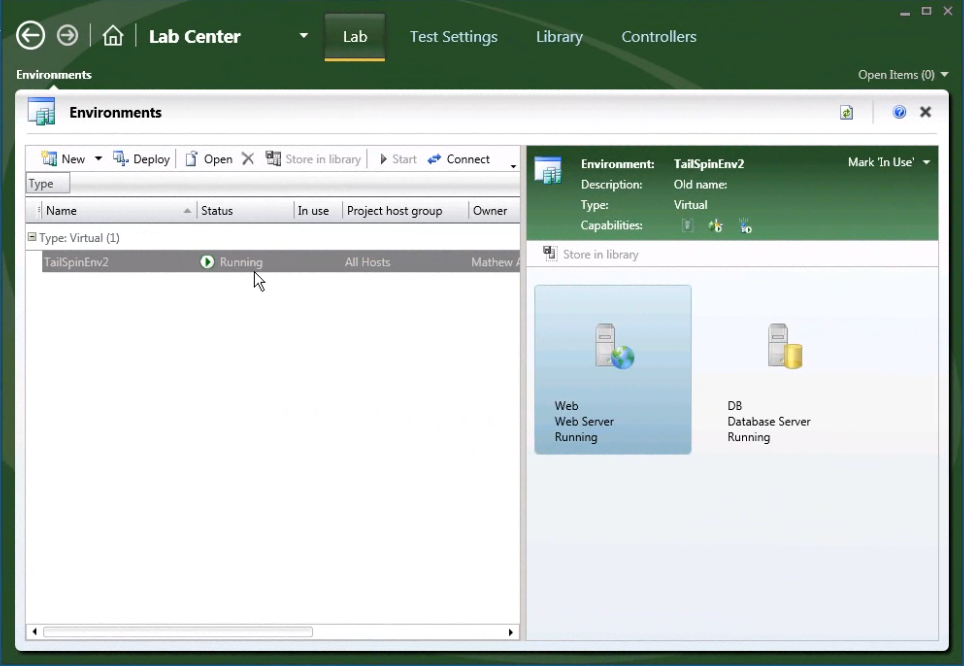 Lab Center Lab Test Settings Library Controllers
Environments Open Items (0)
Environments
New Deploy Open Store in library Start Connect
Type
Name Status In use Project host group Owner
Type: Virtual (1)
TailSpinEnv2 Running All Hosts Mathew A
Environment: TailSpinEnv2 Mark 'In Use'
Description: Old name:
Type: Virtual
Capabilities:
Store in library
Web
Web Server
Running
DB
Database Server
Running